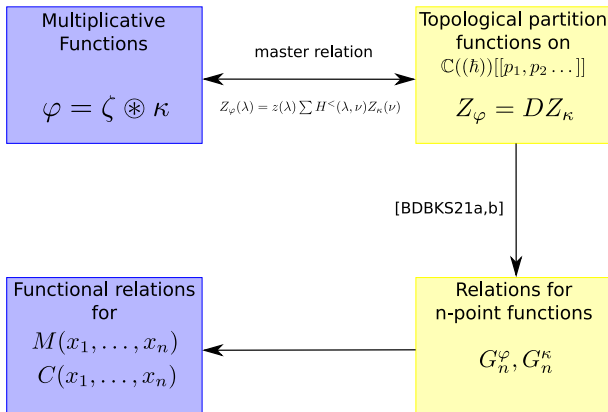 Multiplicative
Functions
φ = ζ ⊛ κ
master relation
Z_φ(λ) = z(λ) ∑ H^<(λ, ν)Z_κ(ν)
Topological partition
functions on
ℂ((ℏ))[[p_1, p_2 …]]
Z_φ = DZ_κ
[BDBKS21a,b]
Functional relations
for
M(x_1, …, x_n)
C(x_1, …, x_n)
Relations for
n-point functions
G_n^φ, G_n^κ